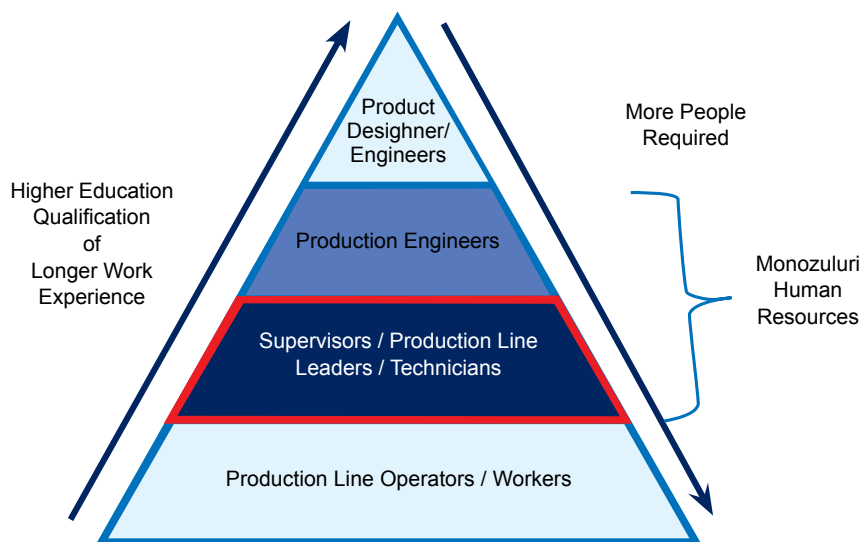 Product
Desighner/
Engineers
More People
Required
Higher Education
Qualification
of
Longer Work
Experience
Production Engineers
Monozuluri
Human
Resources
Supervisors / Production Line
Leaders / Technicians
Production Line Operators / Workers